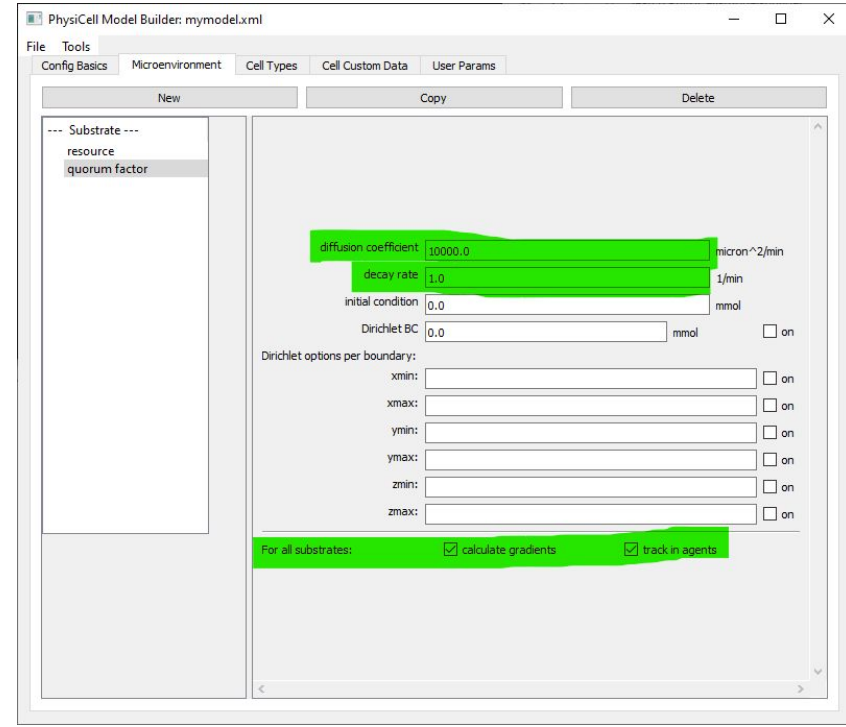 PhysiCell Model Builder: mymodel.xml
File Tools
Config Basics Microenvironment Cell Types Cell Custom Data User Params
New Copy Delete
--- Substrate ---
resource
quorum factor
diffusion coefficient 10000.0 micron^2/min
decay rate 1.0 1/min
initial condition 0.0 mmol
Dirichlet BC 0.0 mmol on
Dirichlet options per boundary:
xmin: on
xmax: on
ymin: on
ymax: on
zmin: on
zmax: on
For all substrates: calculate gradients track in agents